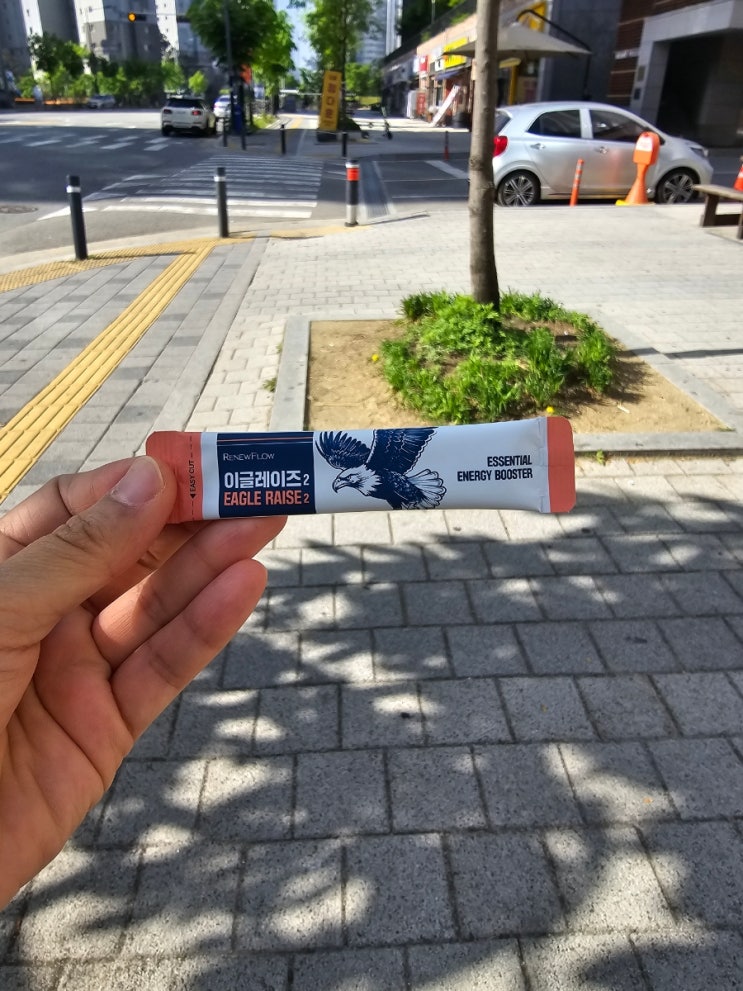 ◀EASY CUT
RENEWFLOW
이글레이즈2
EAGLE RAISE2
ESSENTIAL
ENERGY BOOSTER